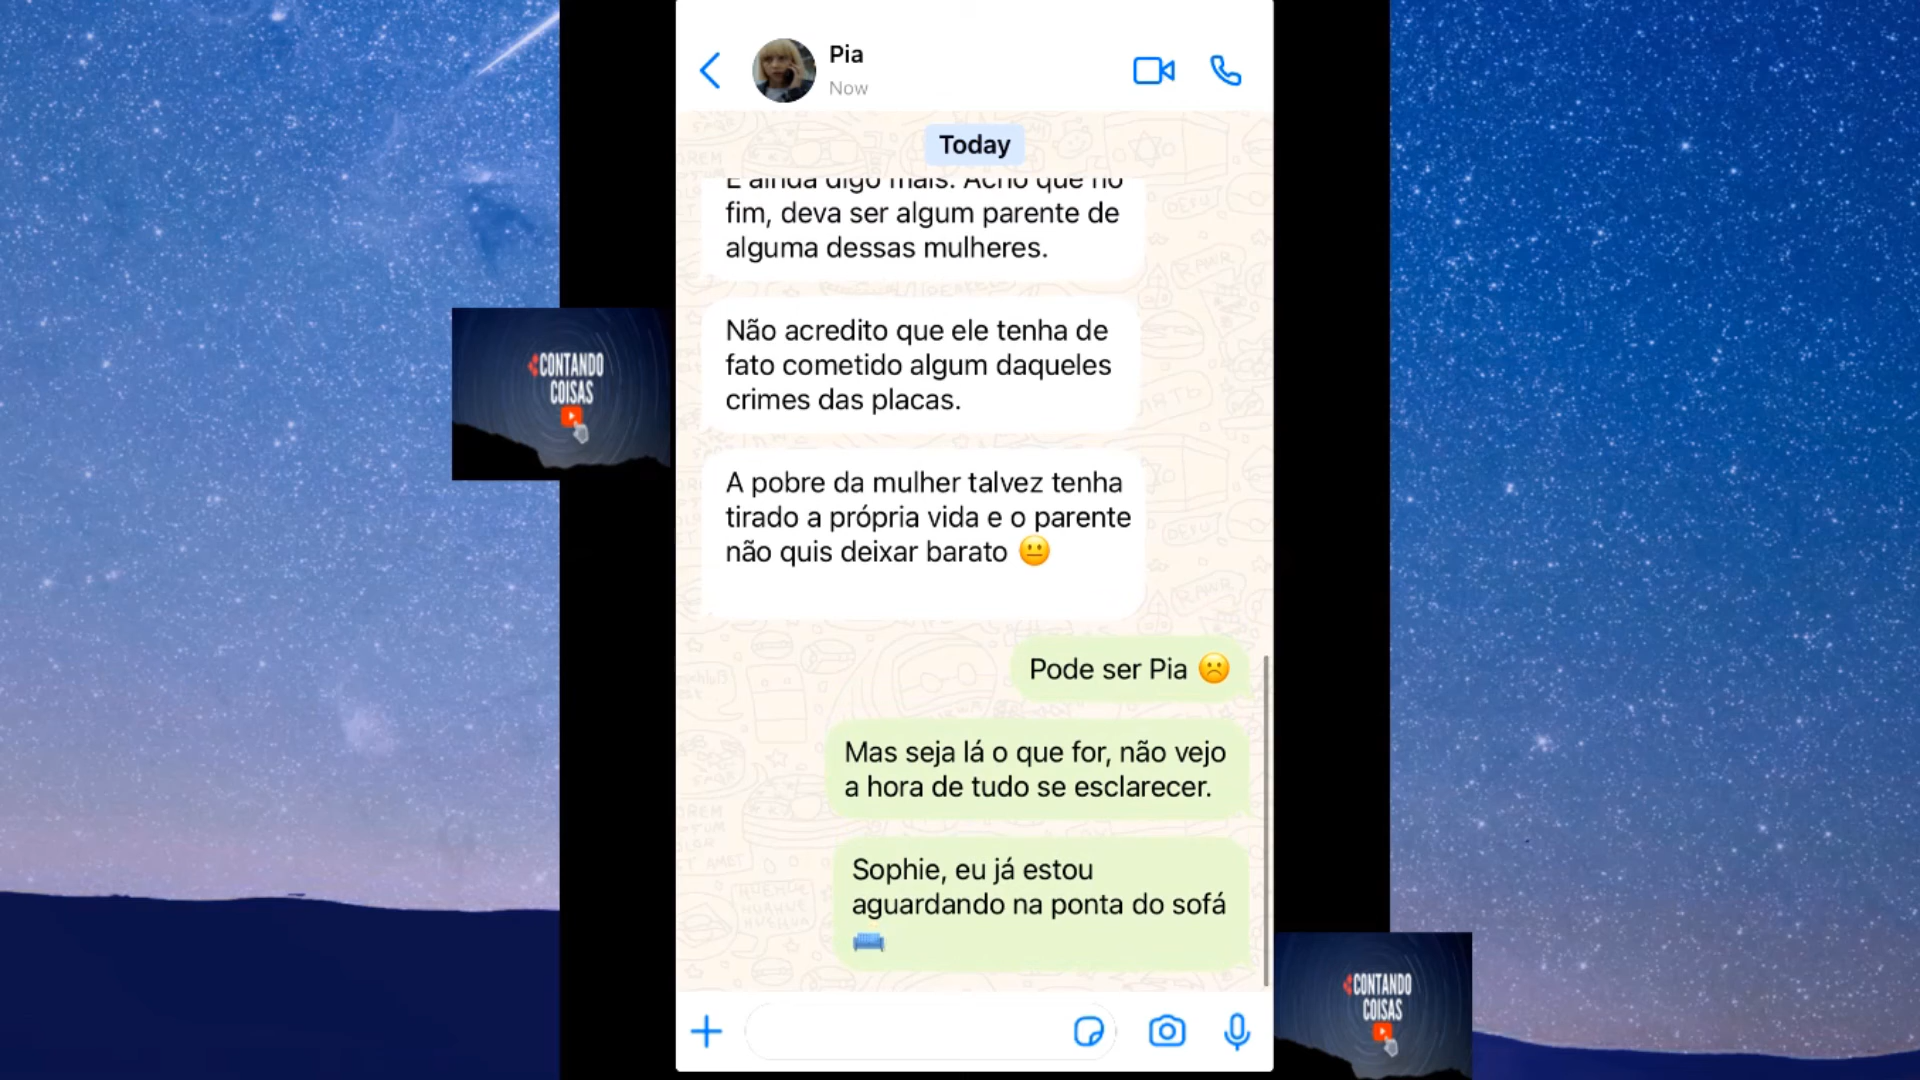 Pia
Now
Today
E ainda digo mais. Acho que no
fim, deva ser algum parente de
alguma dessas mulheres.
Não acredito que ele tenha de
fato cometido algum daqueles
crimes das placas.
A pobre da mulher talvez tenha
tirado a própria vida e o parente
não quis deixar barato 😐
Pode ser Pia ☹️
Mas seja lá o que for, não vejo
a hora de tudo se esclarecer.
Sophie, eu já estou
aguardando na ponta do sofá
🛋️
CONTANDO
COISAS
CONTANDO
COISAS